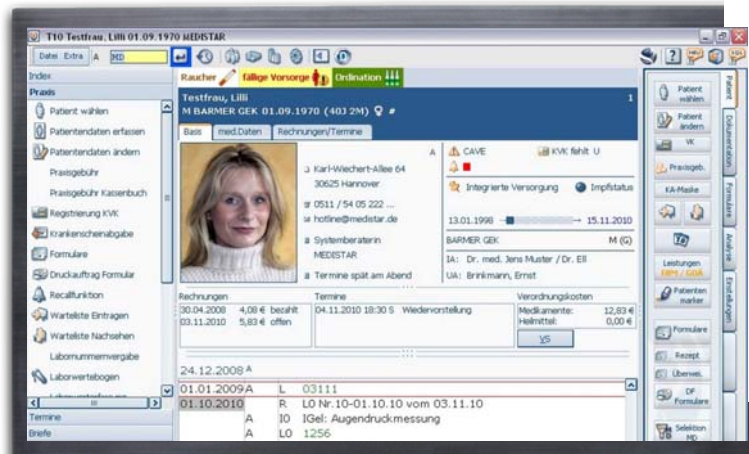 T10 Testfrau, Lilli 01.09.1970 MEDISTAR
Datei Extra A MD
Index
Praxis
Patient wählen
Patientendaten erfassen
Patientendaten ändern
Praxisgebühr
Praxisgebühr Kassenbuch
Registrierung KVK
Krankenscheinabgabe
Formulare
Druckauftrag Formular
Recallfunktion
Warteliste Eintragen
Warteliste Nachsehen
Labornummernvergabe
Laborwertebogen
Termine
Briefe
Raucher fällige Vorsorge Ordination
Testfrau, Lilli 1
M BARMER GEK 01.09.1970 (40J 2M) ♀ #
Basis med.Daten Rechnungen/Termine
A
Karl-Wiechert-Allee 64
30625 Hannover
0511 / 54 05 222 ...
hotline@medistar.de
Systemberaterin
MEDISTAR
Termine spät am Abend
CAVE KVK fehlt U
Integrierte Versorgung Impfstatus
13.01.1998 15.11.2010
BARMER GEK M (G)
IA: Dr. med. Jens Muster / Dr. Ell
UA: Brinkmann, Ernst
Rechnungen
30.04.2008 4,08 € bezahlt
03.11.2010 5,83 € offen
Termine
04.11.2010 18:30 S Wiedervorstellung
Verordnungskosten
Medikamente: 12,83 €
Heilmittel: 0,00 €
VS
24.12.2008 A
01.01.2009 A L 03111
01.10.2010 R L0 Nr.10-01.10 vom 03.11.10
A I0 IGel: Augendruckmessung
A L0 1256
Patient wählen
Patient ändern
VK
Praxisgeb.
KA-Maske
Leistungen
EBM / GOÄ
Patienten marker
Formulare
Rezept
Überwei.
DF Formulare
Selektion MD
Patient
Dokumentation
Formulare
Analyse
Einstellungen